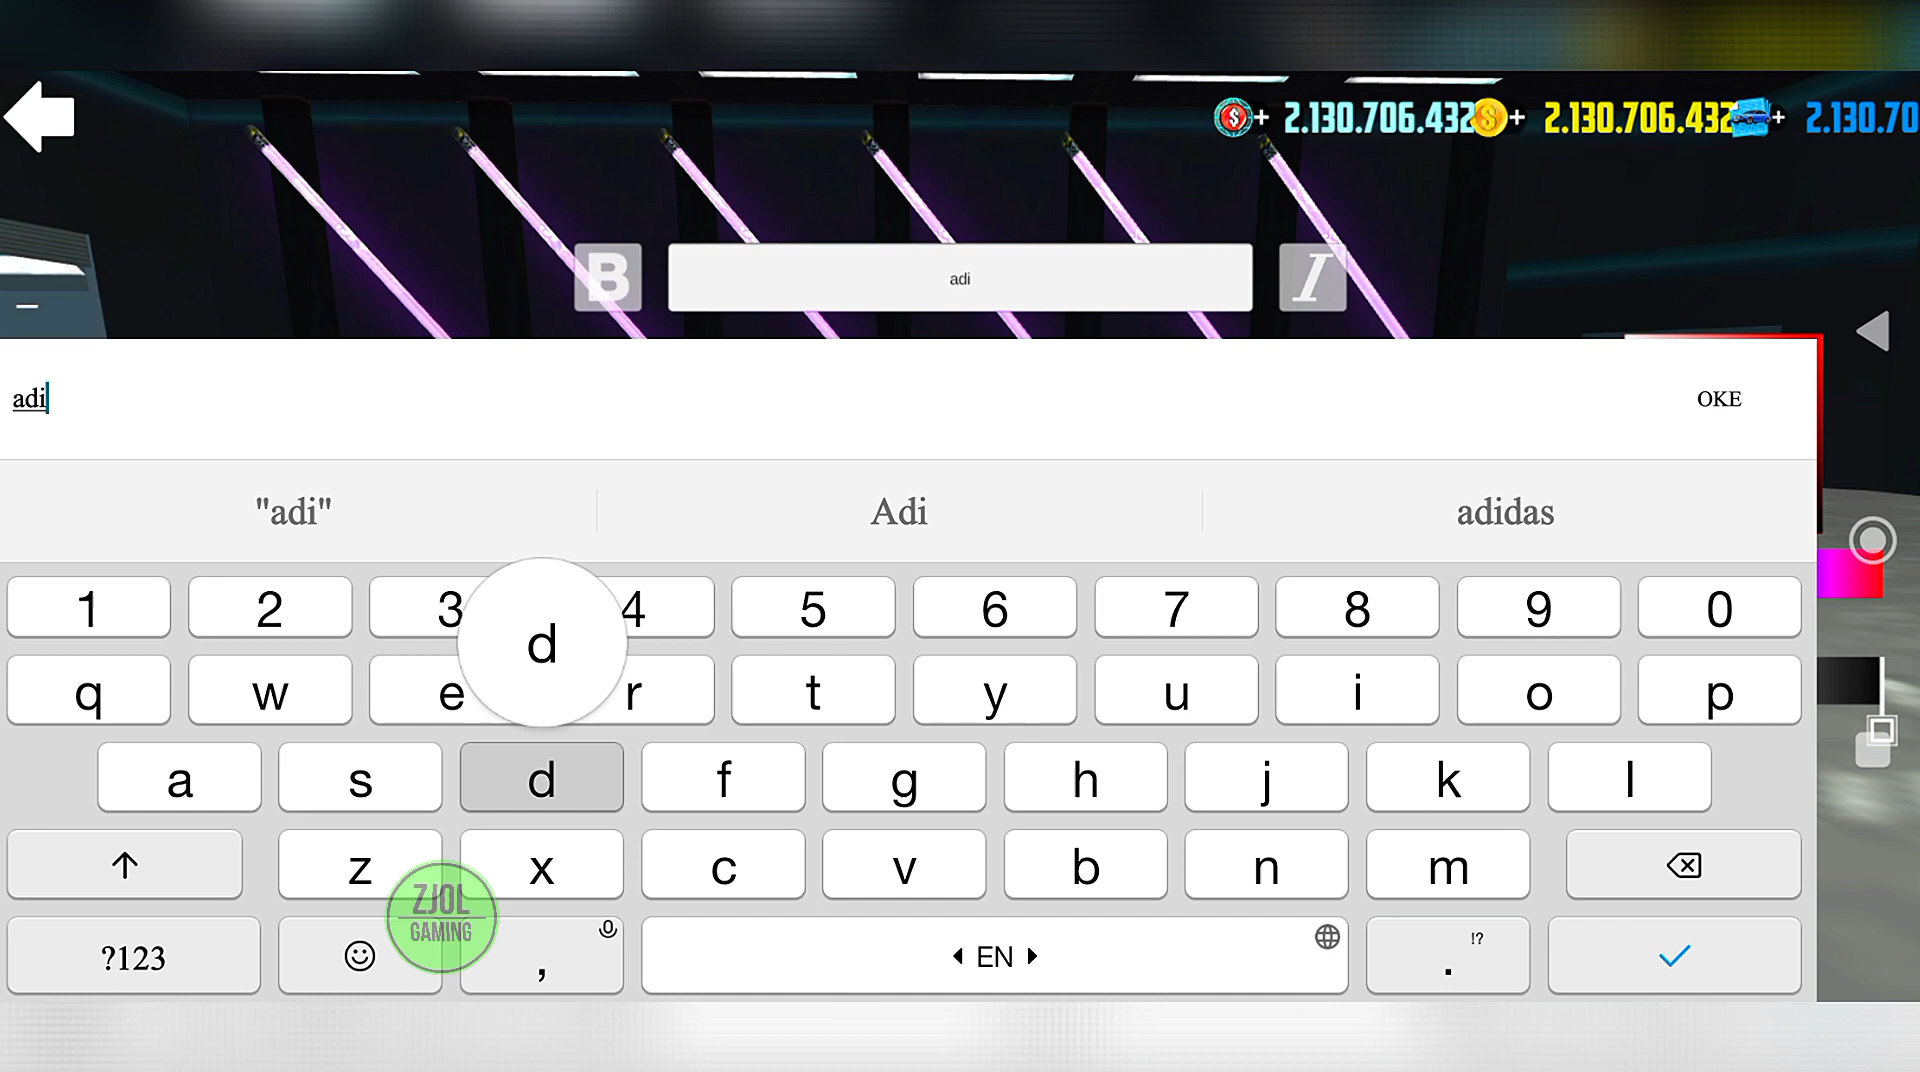 + 2.130.706.432 + 2.130.706.432 + 2.130.70
B adi I
adi OKE
"adi" Adi adidas
1 2 3 4 5 6 7 8 9 0
d
q w e r t y u i o p
a s d f g h j k l
z x c v b n m
ZJOL
GAMING
?123 , EN !? .